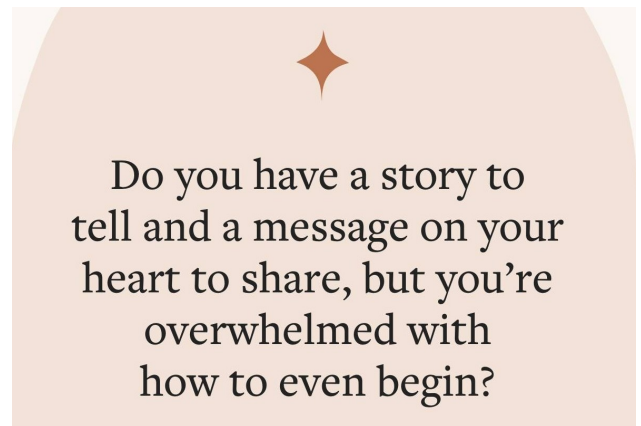 Do you have a story to
tell and a message on your
heart to share, but you’re
overwhelmed with
how to even begin?